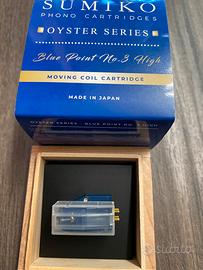 SUMIKO
PHONO CARTRIDGES
OYSTER SERIES
Blue Point No.3 High
MOVING COIL CARTRIDGE
MADE IN JAPAN
OYSTER SERIES - BLUE POINT NO.3 HIGH
subito